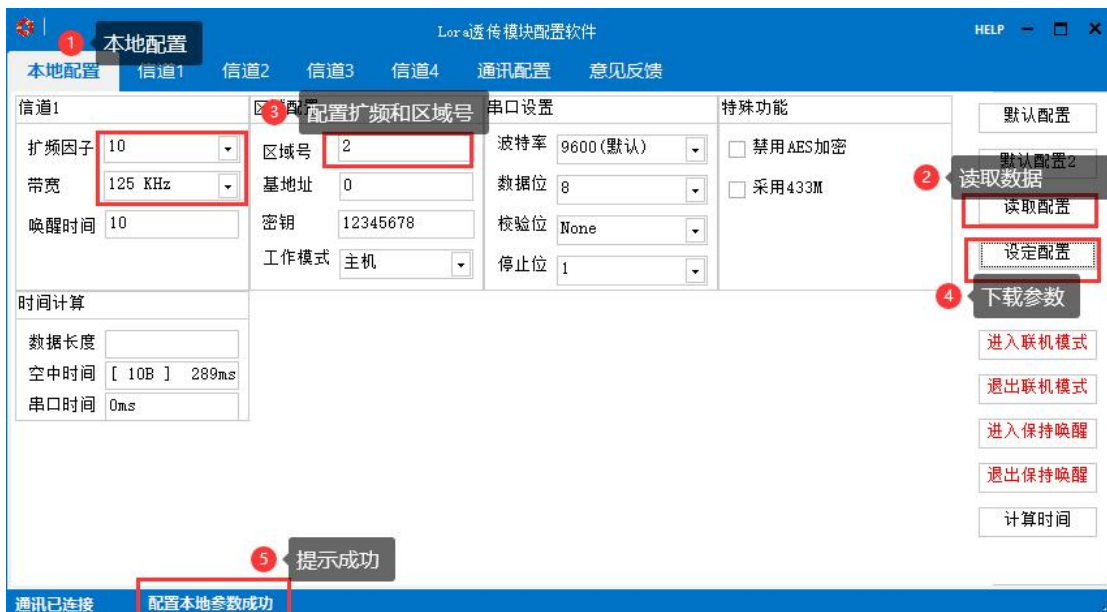 Lora透传模块配置软件
HELP
1 本地配置
本地配置 信道1 信道2 信道3 信道4 通讯配置 意见反馈
信道1
扩频因子 10
带宽 125 KHz
唤醒时间 10
3 配置扩频和区域号
区域号 2
基地址 0
密钥 12345678
工作模式 主机
串口设置
波特率 9600(默认)
数据位 8
校验位 None
停止位 1
特殊功能
禁用AES加密
采用433M
默认配置
默认配置2
2 读取数据
读取配置
设定配置
4 下载参数
进入联机模式
退出联机模式
进入保持唤醒
退出保持唤醒
计算时间
时间计算
数据长度
空中时间 [ 10B ] 289ms
串口时间 0ms
5 提示成功
通讯已连接 配置本地参数成功